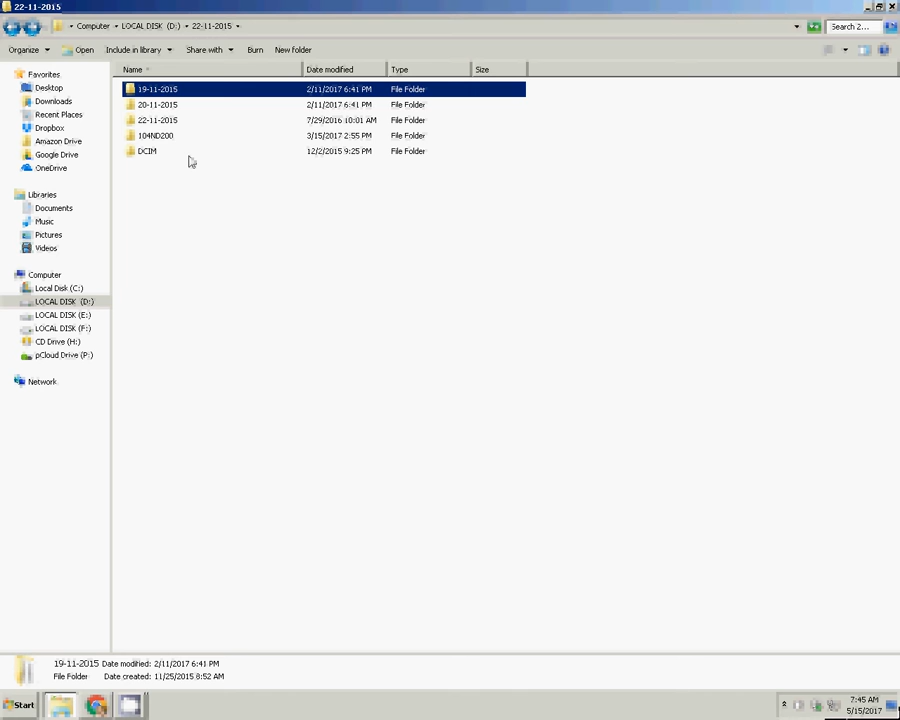 22-11-2015
Computer LOCAL DISK (D:) 22-11-2015
Search 2...
Organize Open Include in library Share with Burn New folder
Name Date modified Type Size
Favorites
Desktop
Downloads
Recent Places
Dropbox
Amazon Drive
Google Drive
OneDrive
Libraries
Documents
Music
Pictures
Videos
Computer
Local Disk (C:)
LOCAL DISK (D:)
LOCAL DISK (E:)
LOCAL DISK (F:)
CD Drive (H:)
pCloud Drive (P:)
Network
19-11-2015 2/11/2017 6:41 PM File Folder
20-11-2015 2/11/2017 6:41 PM File Folder
22-11-2015 7/29/2016 10:01 AM File Folder
104ND200 3/15/2017 2:55 PM File Folder
DCIM 12/2/2015 9:25 PM File Folder
19-11-2015 Date modified: 2/11/2017 6:41 PM
File Folder Date created: 11/25/2015 8:52 AM
Start
7:45 AM
5/15/2017